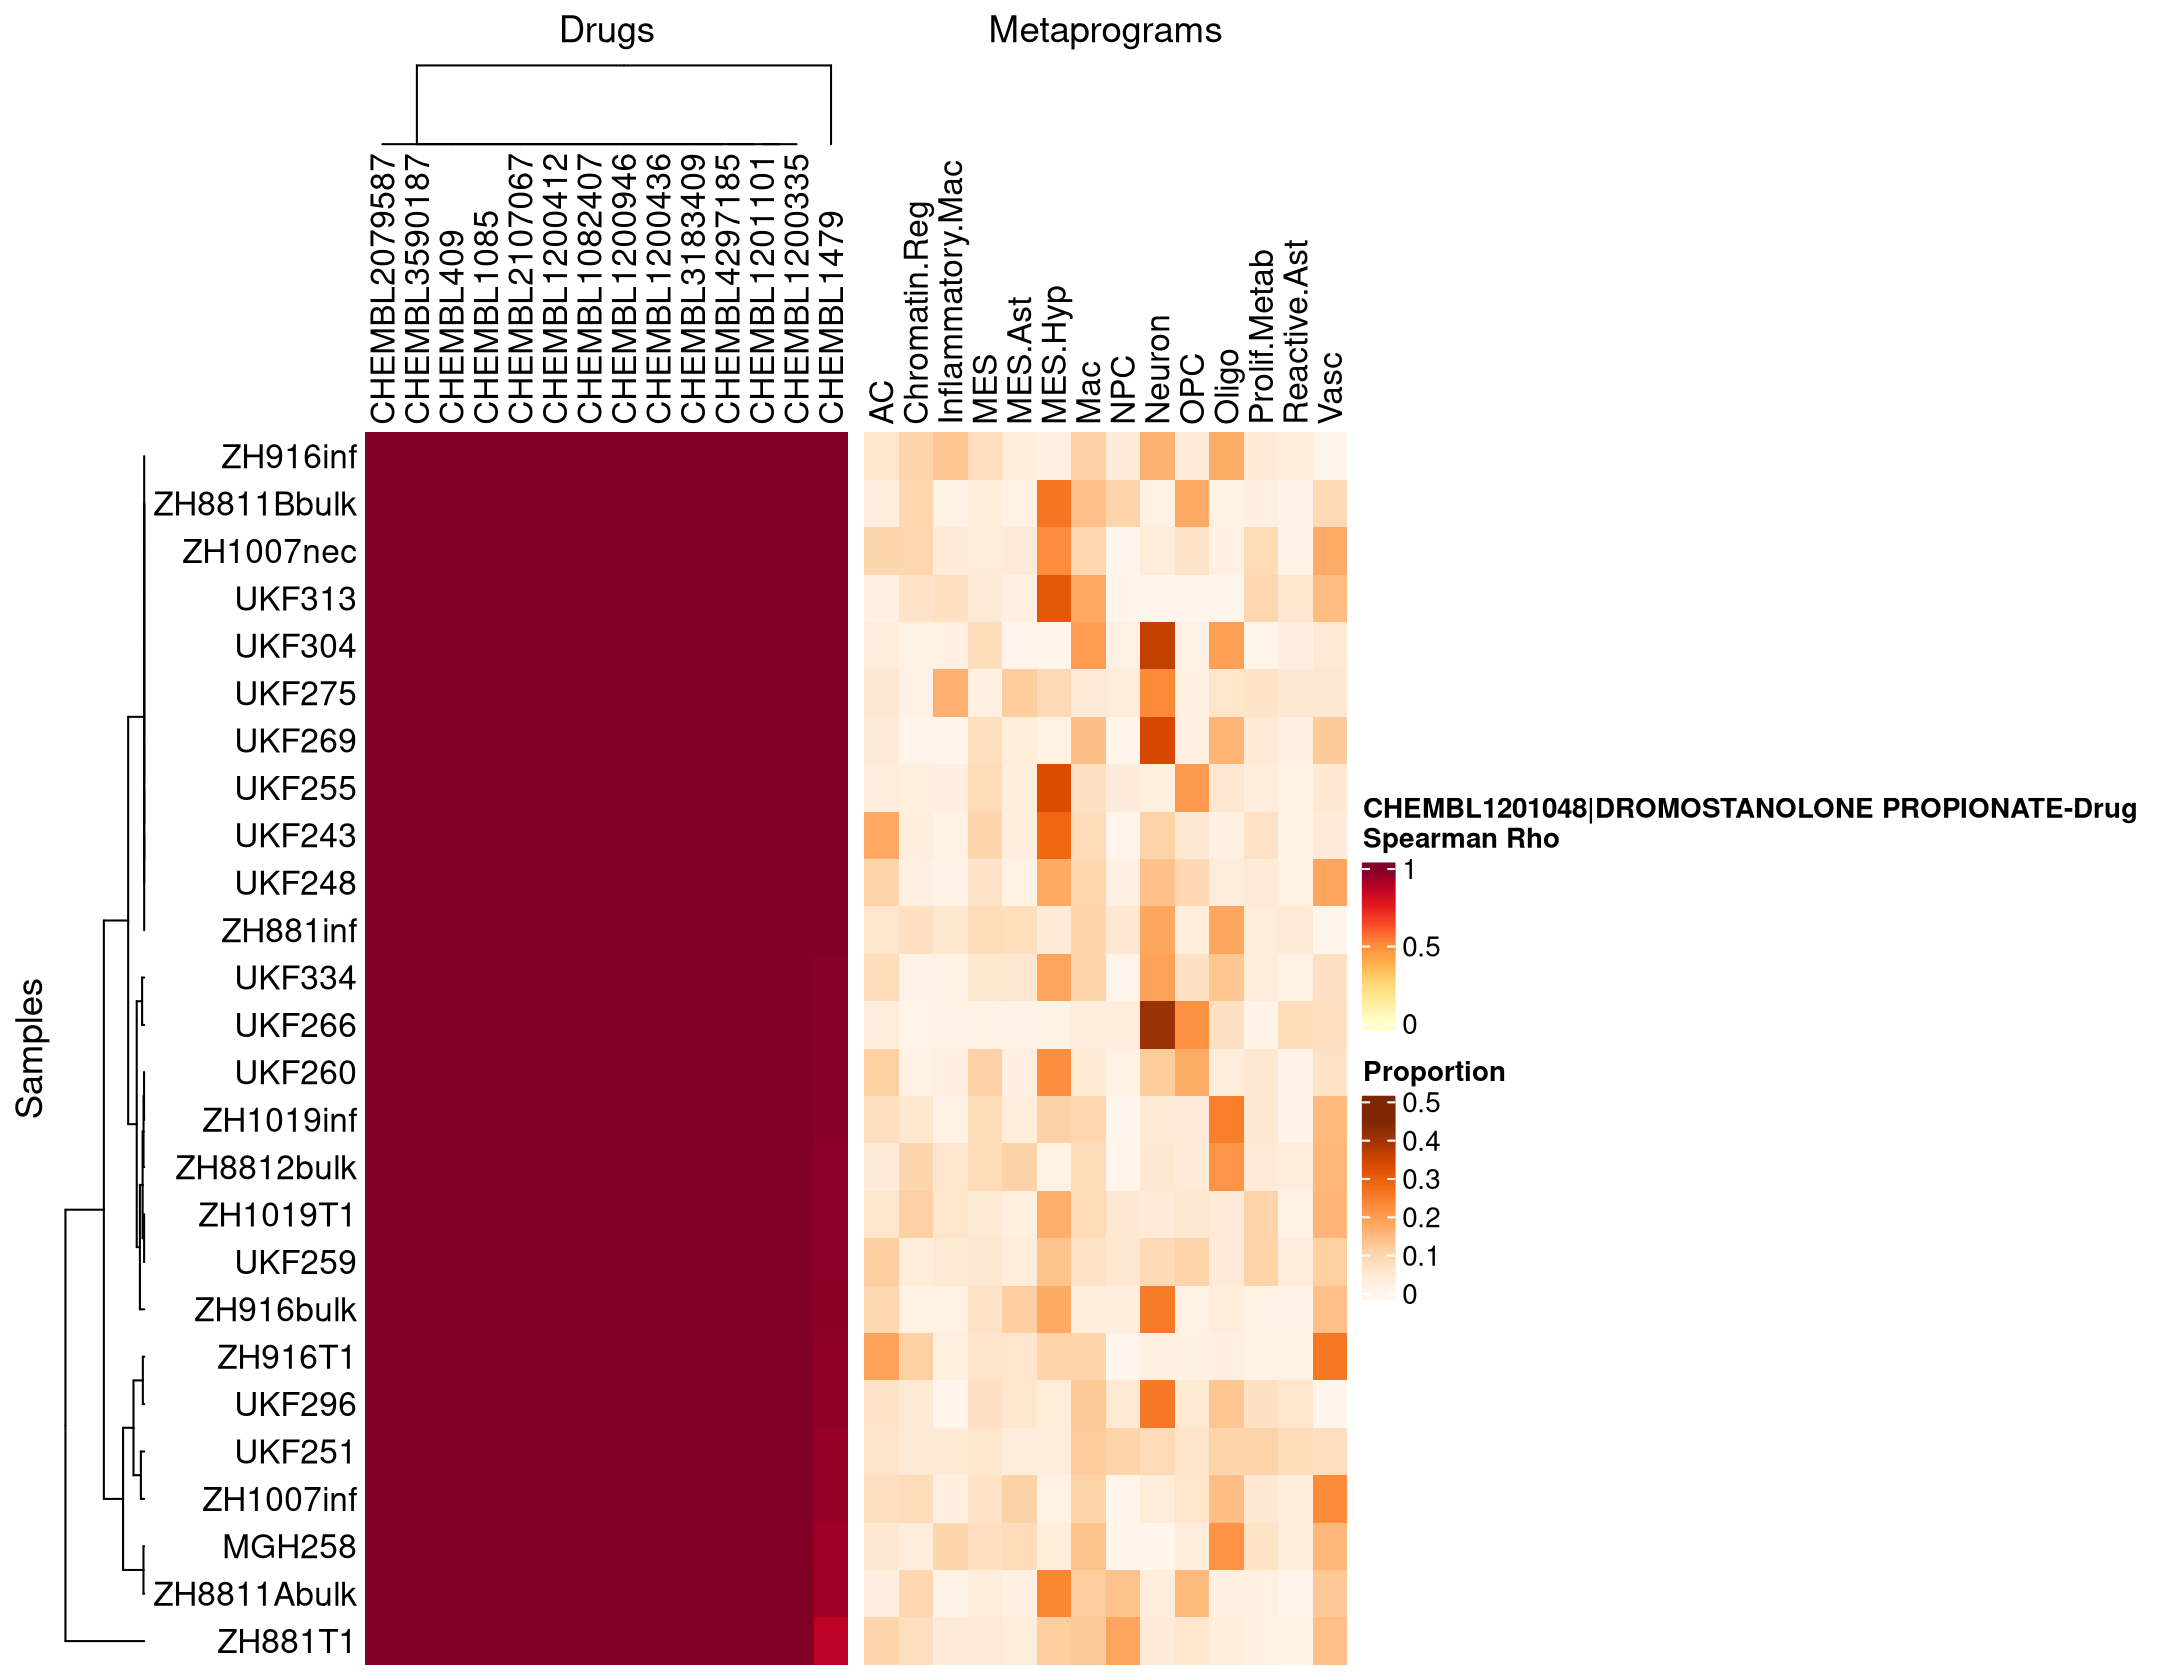 Drugs
Metaprograms
CHEMBL2079587
CHEMBL3590187
CHEMBL409
CHEMBL1085
CHEMBL2107067
CHEMBL1200412
CHEMBL1082407
CHEMBL1200946
CHEMBL1200436
CHEMBL3183409
CHEMBL4297185
CHEMBL1201101
CHEMBL1200335
CHEMBL1479
AC
Chromatin.Reg
Inflammatory.Mac
MES
MES.Ast
MES.Hyp
Mac
NPC
Neuron
OPC
Oligo
Prolif.Metab
Reactive.Ast
Vasc
Samples
ZH916inf
ZH8811Bbulk
ZH1007nec
UKF313
UKF304
UKF275
UKF269
UKF255
UKF243
UKF248
ZH881inf
UKF334
UKF266
UKF260
ZH1019inf
ZH8812bulk
ZH1019T1
UKF259
ZH916bulk
ZH916T1
UKF296
UKF251
ZH1007inf
MGH258
ZH8811Abulk
ZH881T1
CHEMBL1201048|DROMOSTANOLONE PROPIONATE-Drug
Spearman Rho
1
0.5
0
Proportion
0.5
0.4
0.3
0.2
0.1
0